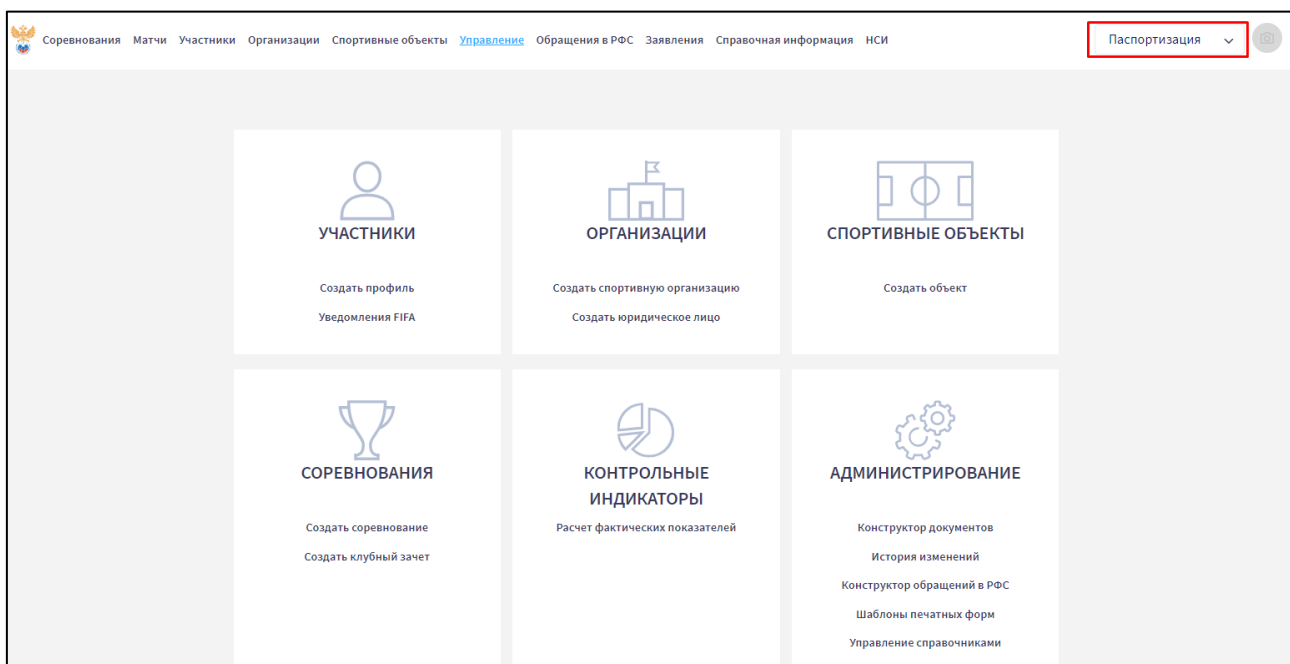 Соревнования Матчи Участники Организации Спортивные объекты Управление Обращения в РФС Заявления Справочная информация НСИ Паспортизация
УЧАСТНИКИ
Создать профиль
Уведомления FIFA
ОРГАНИЗАЦИИ
Создать спортивную организацию
Создать юридическое лицо
СПОРТИВНЫЕ ОБЪЕКТЫ
Создать объект
СОРЕВНОВАНИЯ
Создать соревнование
Создать клубный зачет
КОНТРОЛЬНЫЕ
ИНДИКАТОРЫ
Расчет фактических показателей
АДМИНИСТРИРОВАНИЕ
Конструктор документов
История изменений
Конструктор обращений в РФС
Шаблоны печатных форм
Управление справочниками